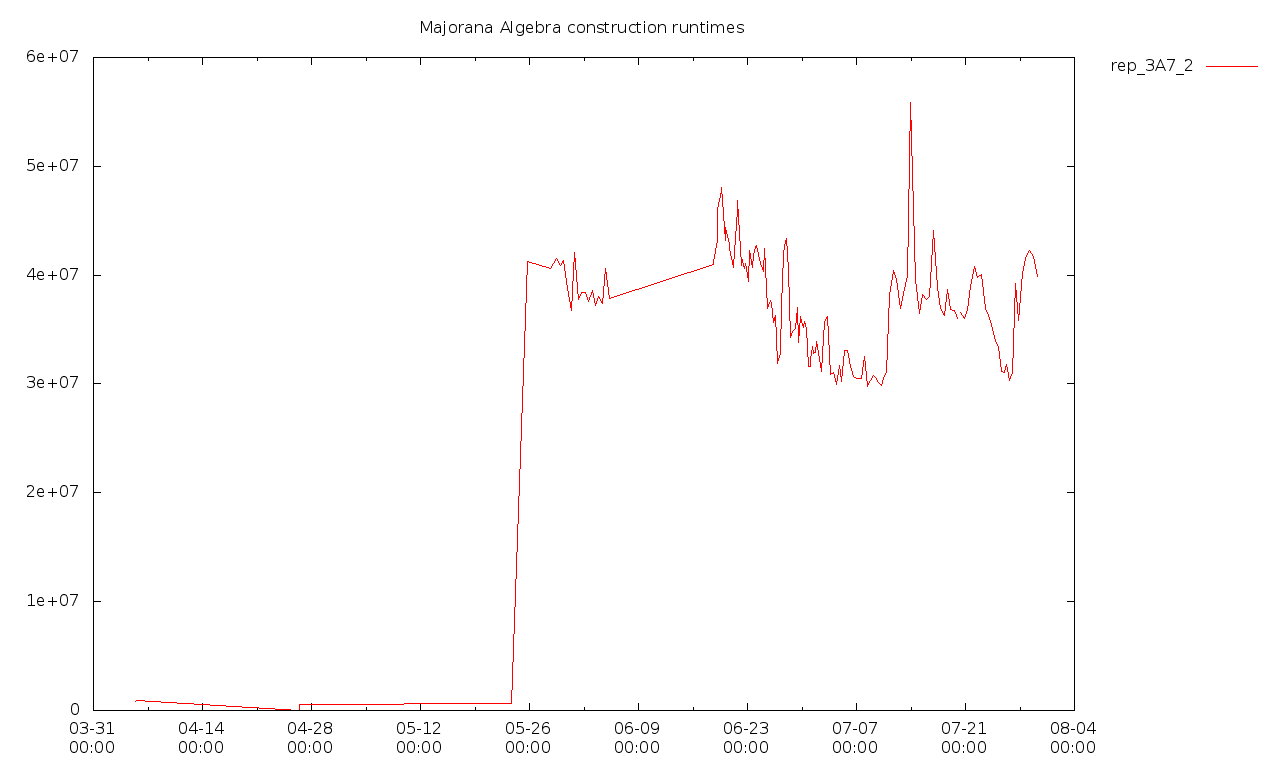 Majorana Algebra construction runtimes
rep_3A7_2
6e+07
5e+07
4e+07
3e+07
2e+07
1e+07
0
03-31 04-14 04-28 05-12 05-26 06-09 06-23 07-07 07-21 08-04
00:00 00:00 00:00 00:00 00:00 00:00 00:00 00:00 00:00 00:00